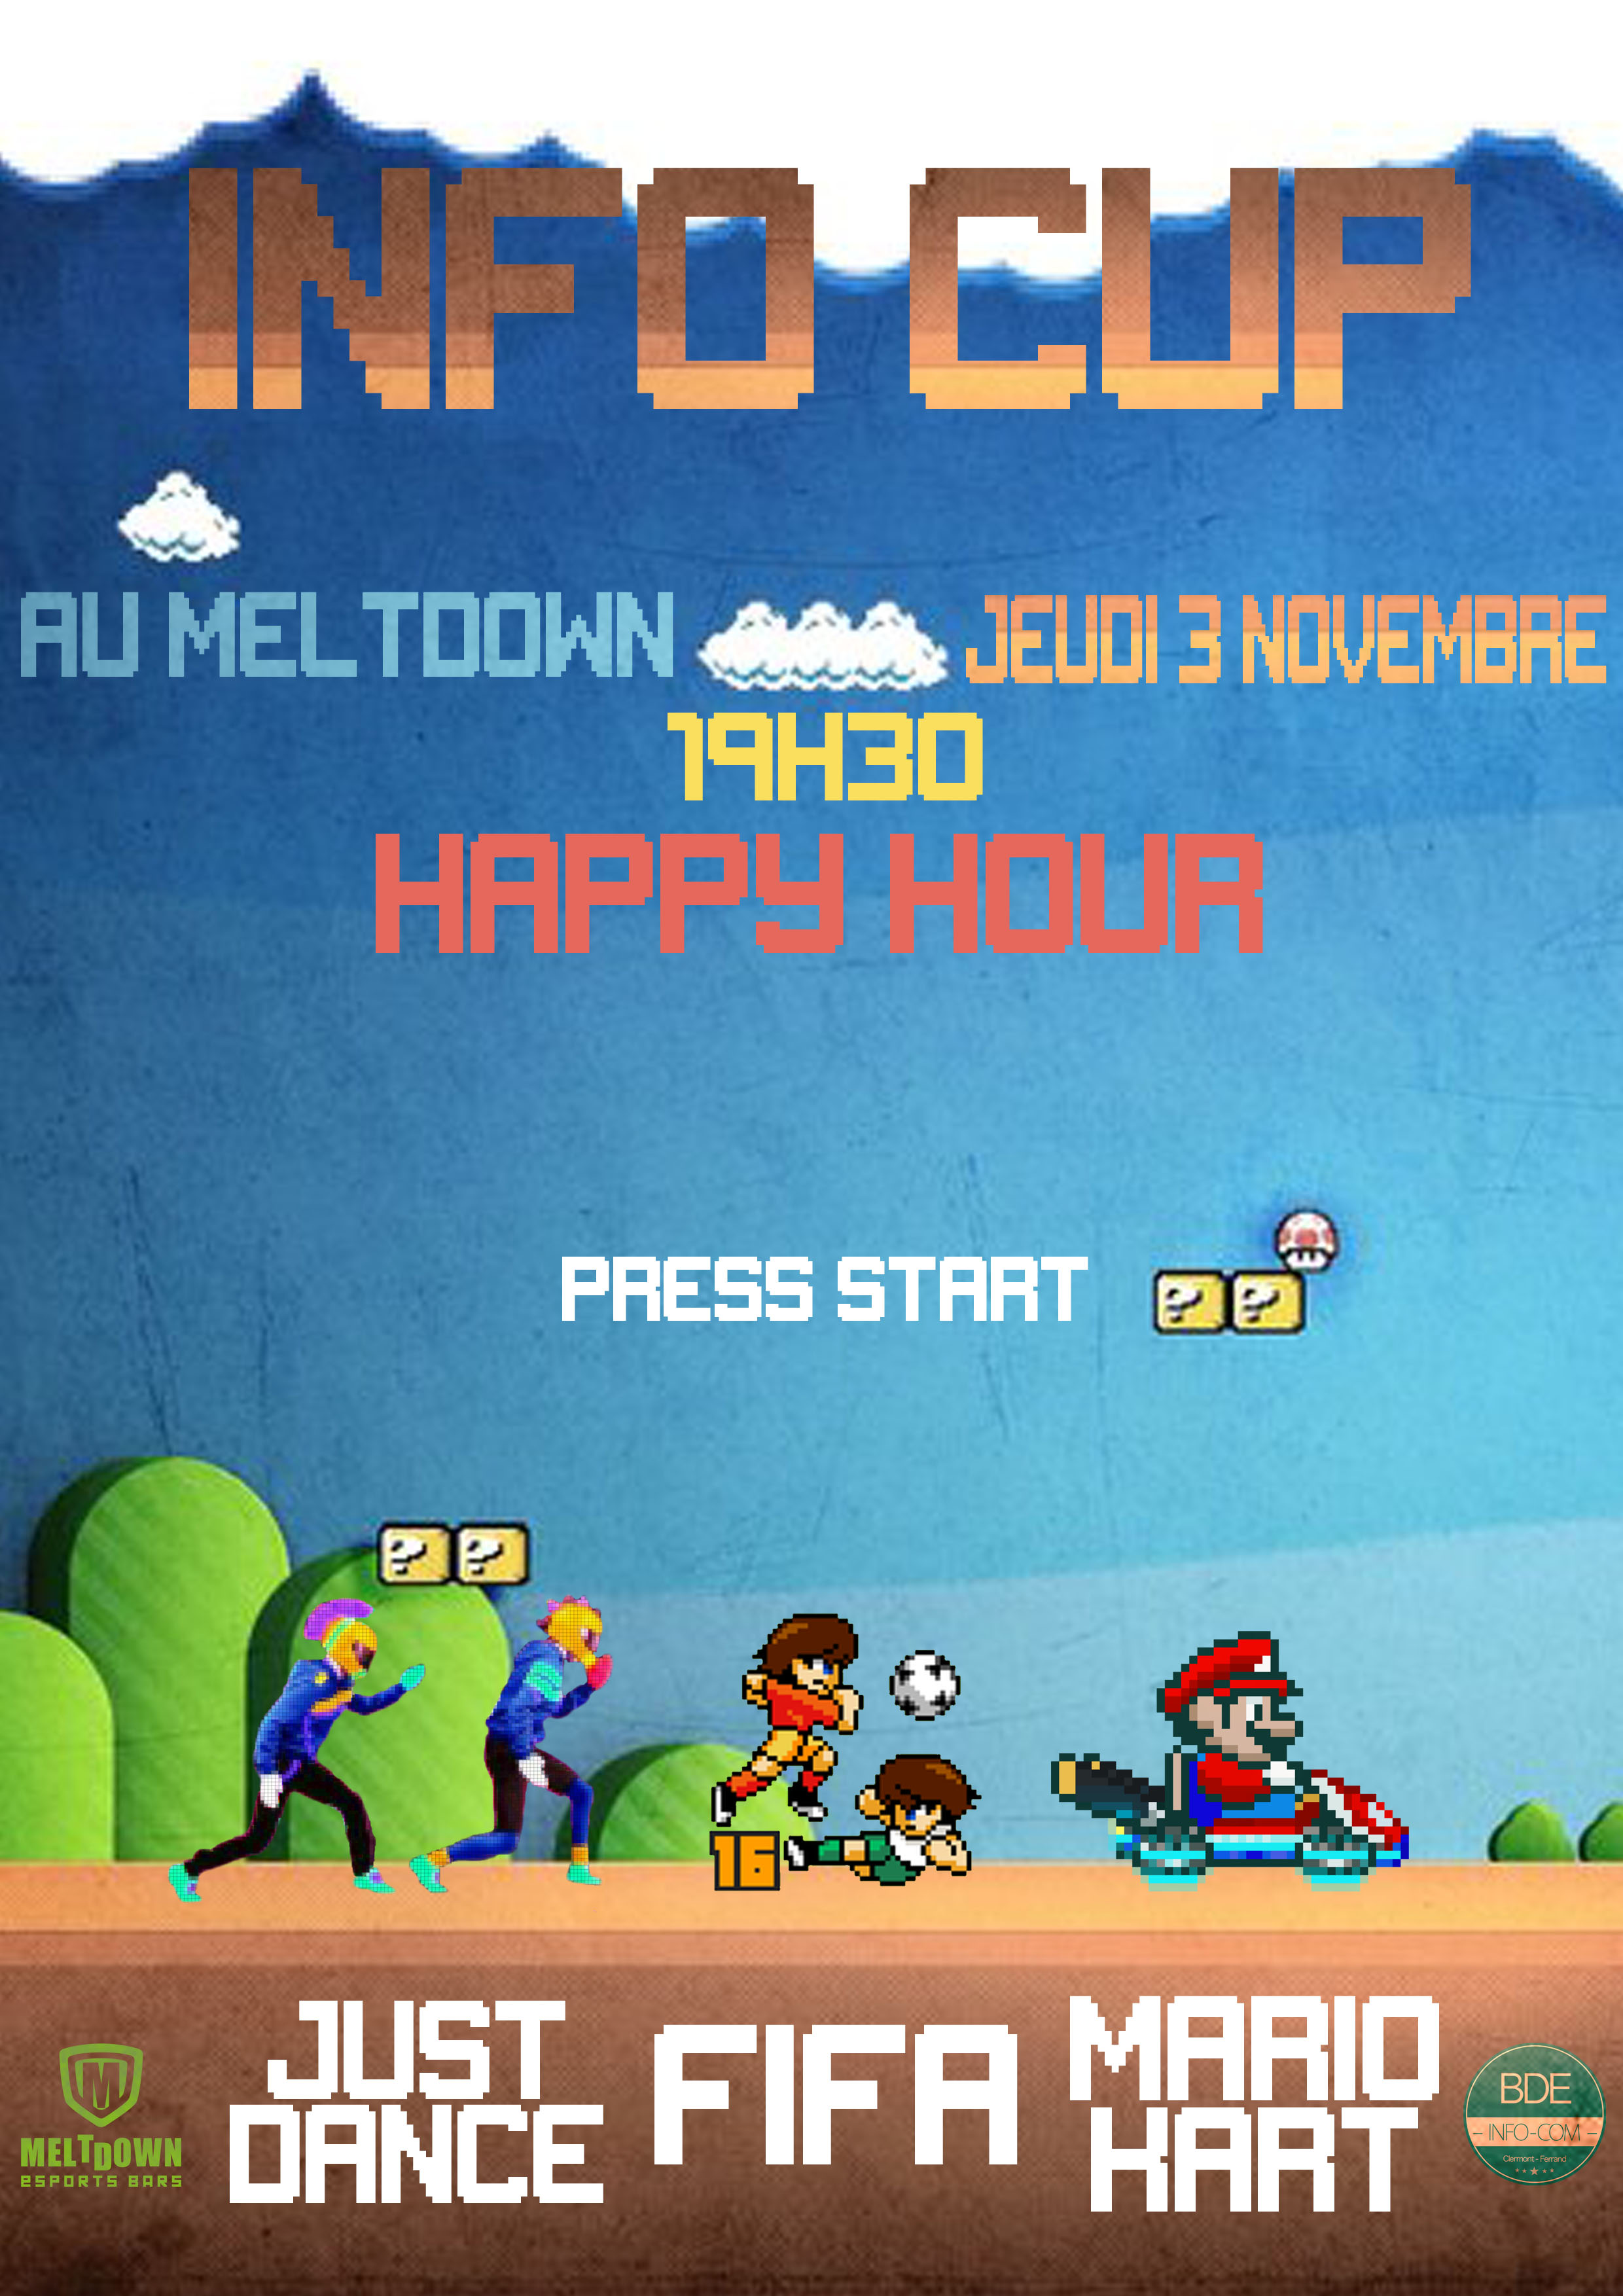 INFO CUP
AU MELTDOWN
JEUDI 3 NOVEMBRE
19H30
HAPPY HOUR
PRESS START
? ?
? ?
16
JUST
DANCE
FIFA
MARIO
KART
M
MELTDOWN
ESPORTS BARS
BDE
- INFO-COM -
Clermont - Ferrand